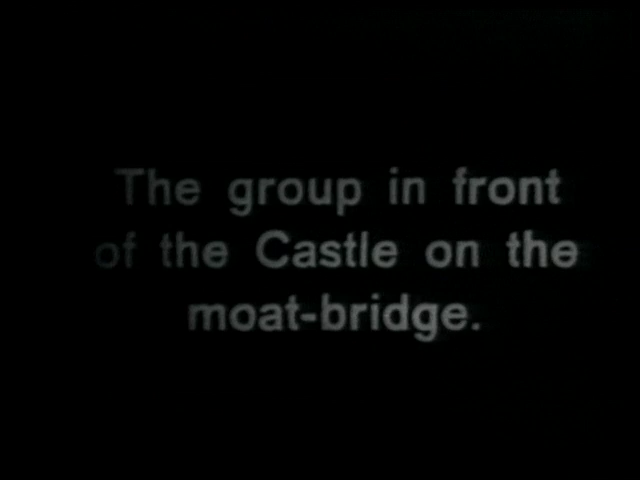 The group in front
of the Castle on the
moat-bridge.